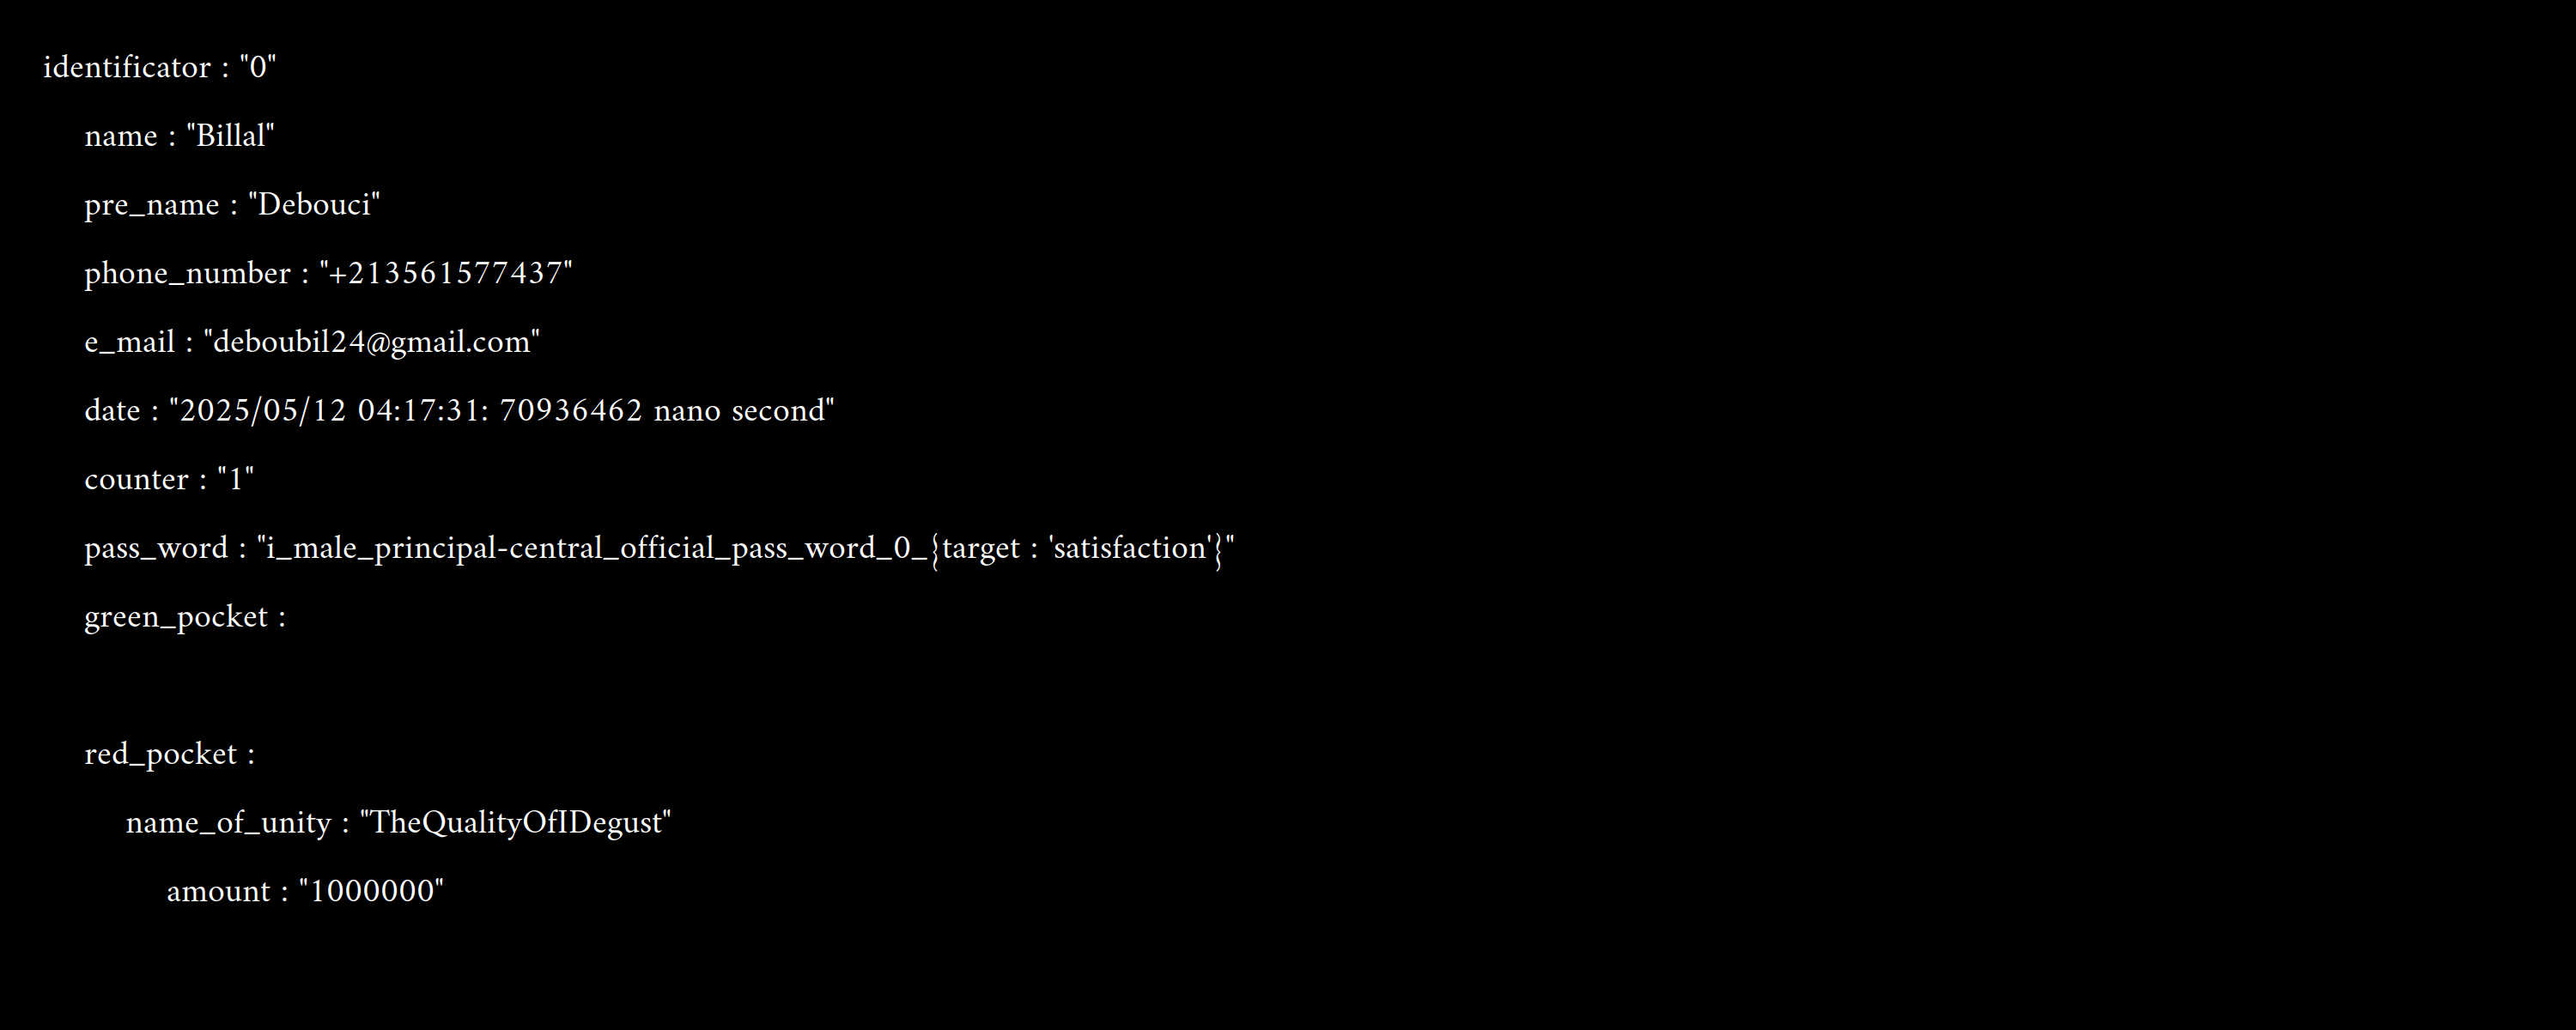 identificator : "0"
name : "Billal"
pre_name : "Debouci"
phone_number : "+213561577437"
e_mail : "deboubil24@gmail.com"
date : "2025/05/12 04:17:31: 70936462 nano second"
counter : "1"
pass_word : "i_male_principal-central_official_pass_word_0_{target : 'satisfaction'}"
green_pocket :
red_pocket :
name_of_unity : "TheQualityOfIDegust"
amount : "1000000"